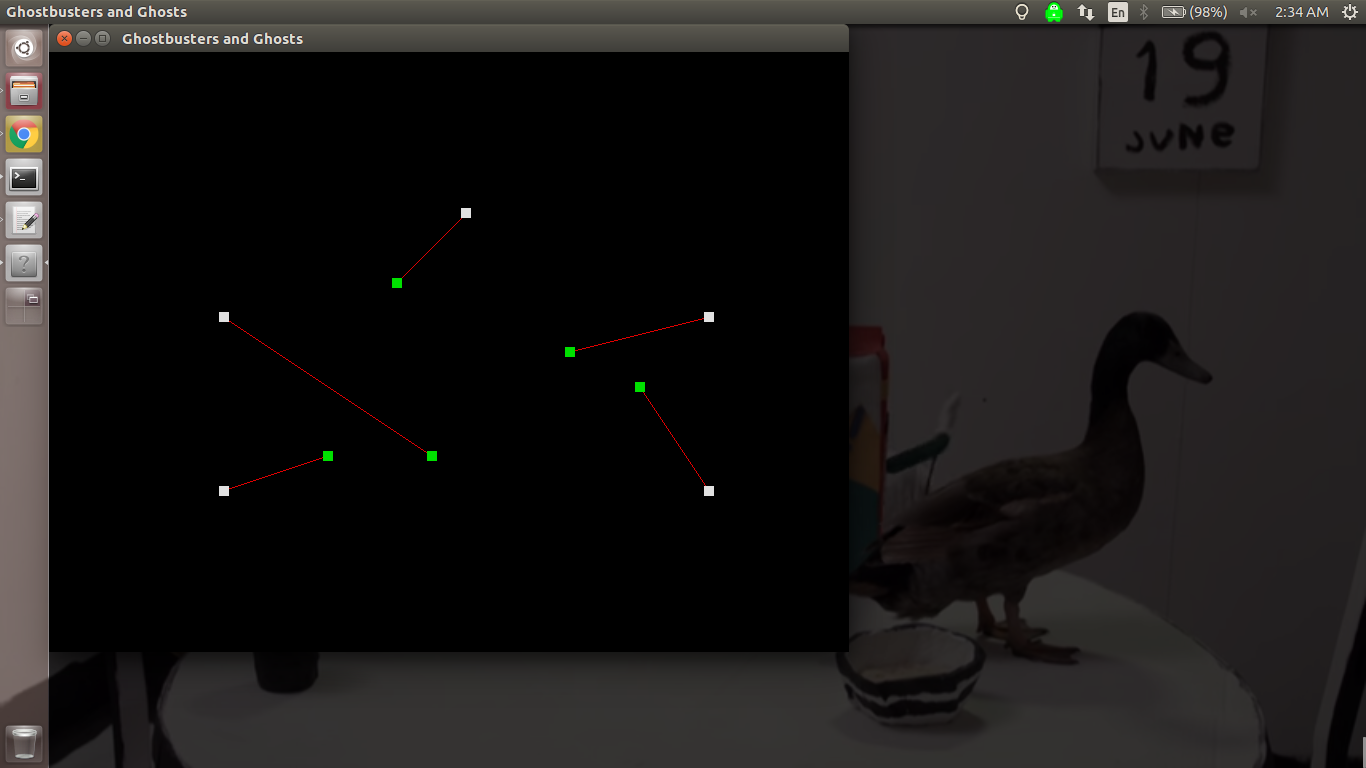 Ghostbusters and Ghosts
En
(98%)
2:34 AM
Ghostbusters and Ghosts
19
JUNE